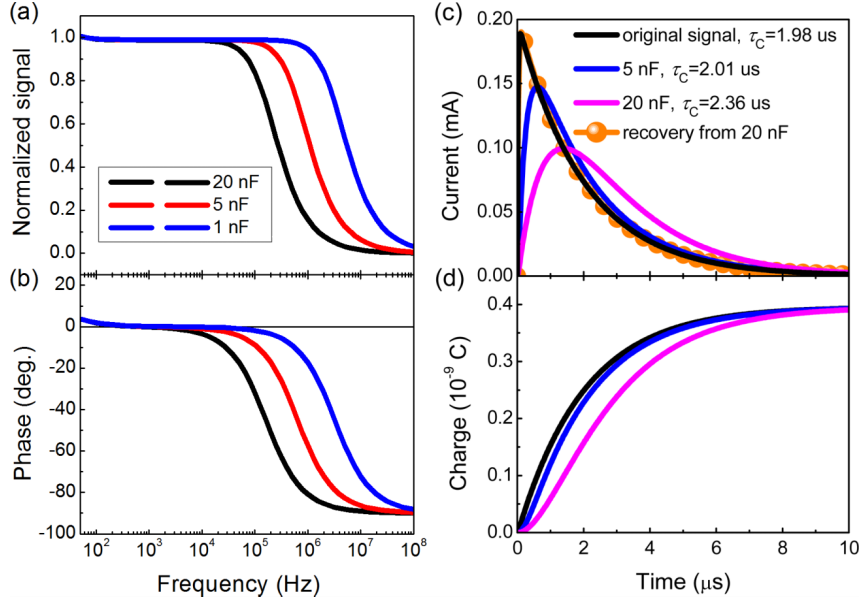 (a)
1.0
0.8
0.6
0.4
0.2
0.0
Normalized signal
20 nF
5 nF
1 nF
(b)
20
0
-20
-40
-60
-80
-100
Phase (deg.)
10² 10³ 10⁴ 10⁵ 10⁶ 10⁷ 10⁸
Frequency (Hz)
(c)
0.20
0.15
0.10
0.05
0.00
Current (mA)
original signal, τC=1.98 us
5 nF, τC=2.01 us
20 nF, τC=2.36 us
recovery from 20 nF
(d)
0.4
0.3
0.2
0.1
0.0
Charge (10⁻⁹ C)
0 2 4 6 8 10
Time (μs)